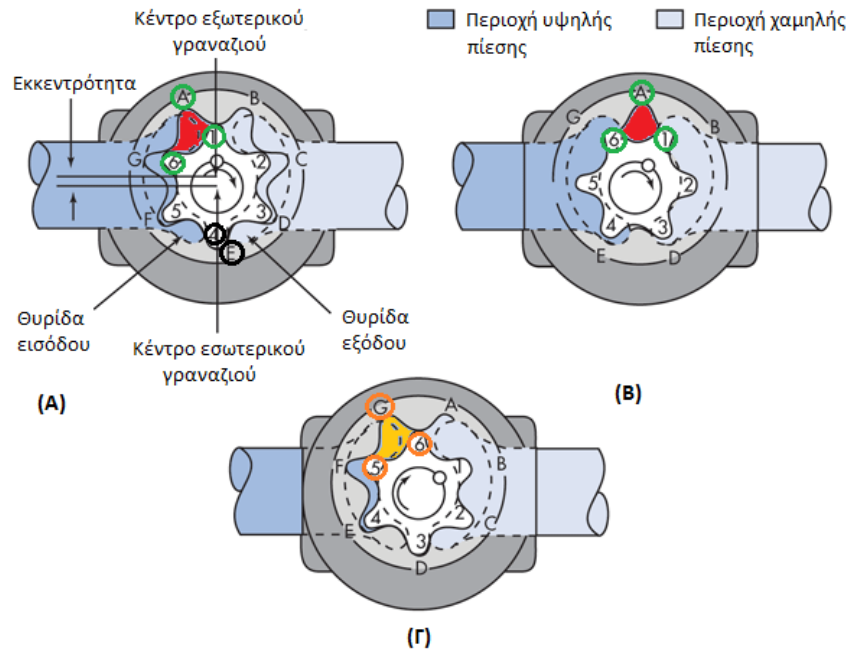 Κέντρο εξωτερικού
γραναζιού
Περιοχή υψηλής
πίεσης
Περιοχή χαμηλής
πίεσης
Εκκεντρότητα
A
B
1
G
6
2
C
5
3
F
4
D
E
Θυρίδα
εισόδου
Κέντρο εσωτερικού
γραναζιού
Θυρίδα
εξόδου
(Α)
A
G
B
6
1
5
2
4
3
E
D
(Β)
G
A
6
F
5
1
B
4
2
E
3
C
D
(Γ)